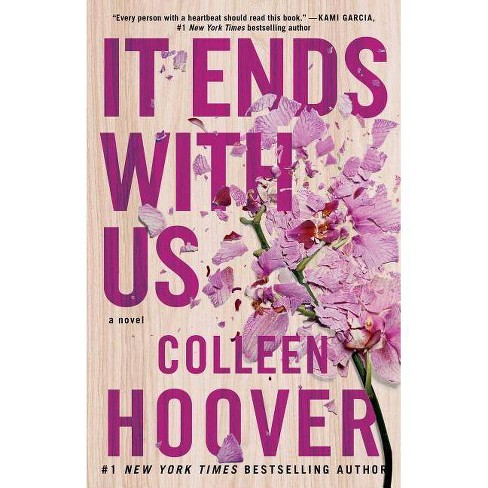 "Every person with a heartbeat should read this book." —KAMI GARCIA,
#1 New York Times bestselling author
IT ENDS
WITH
US
a novel
COLLEEN
HOOVER
#1 NEW YORK TIMES BESTSELLING AUTHOR